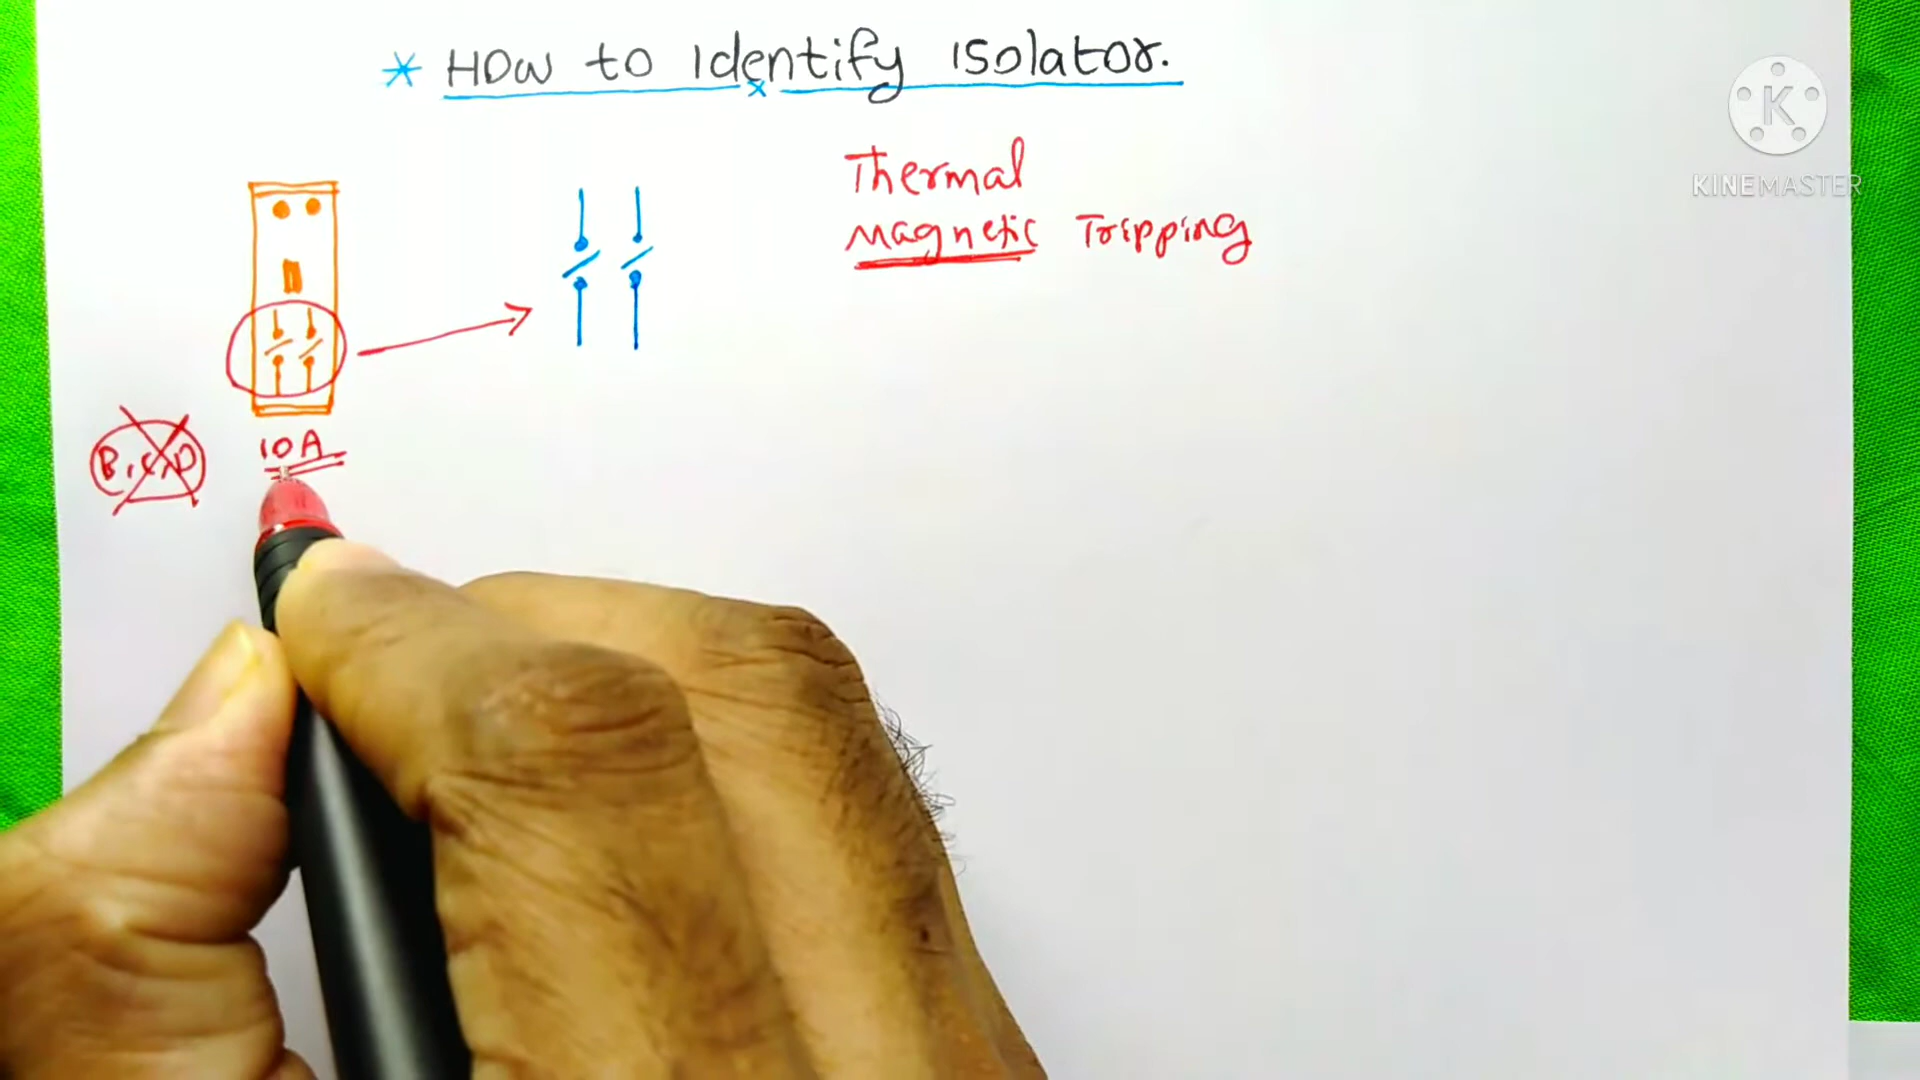 * HOW to Identify Isolator.
K
KINEMASTER
Thermal
Magnetic Tripping
B, C, D
10A